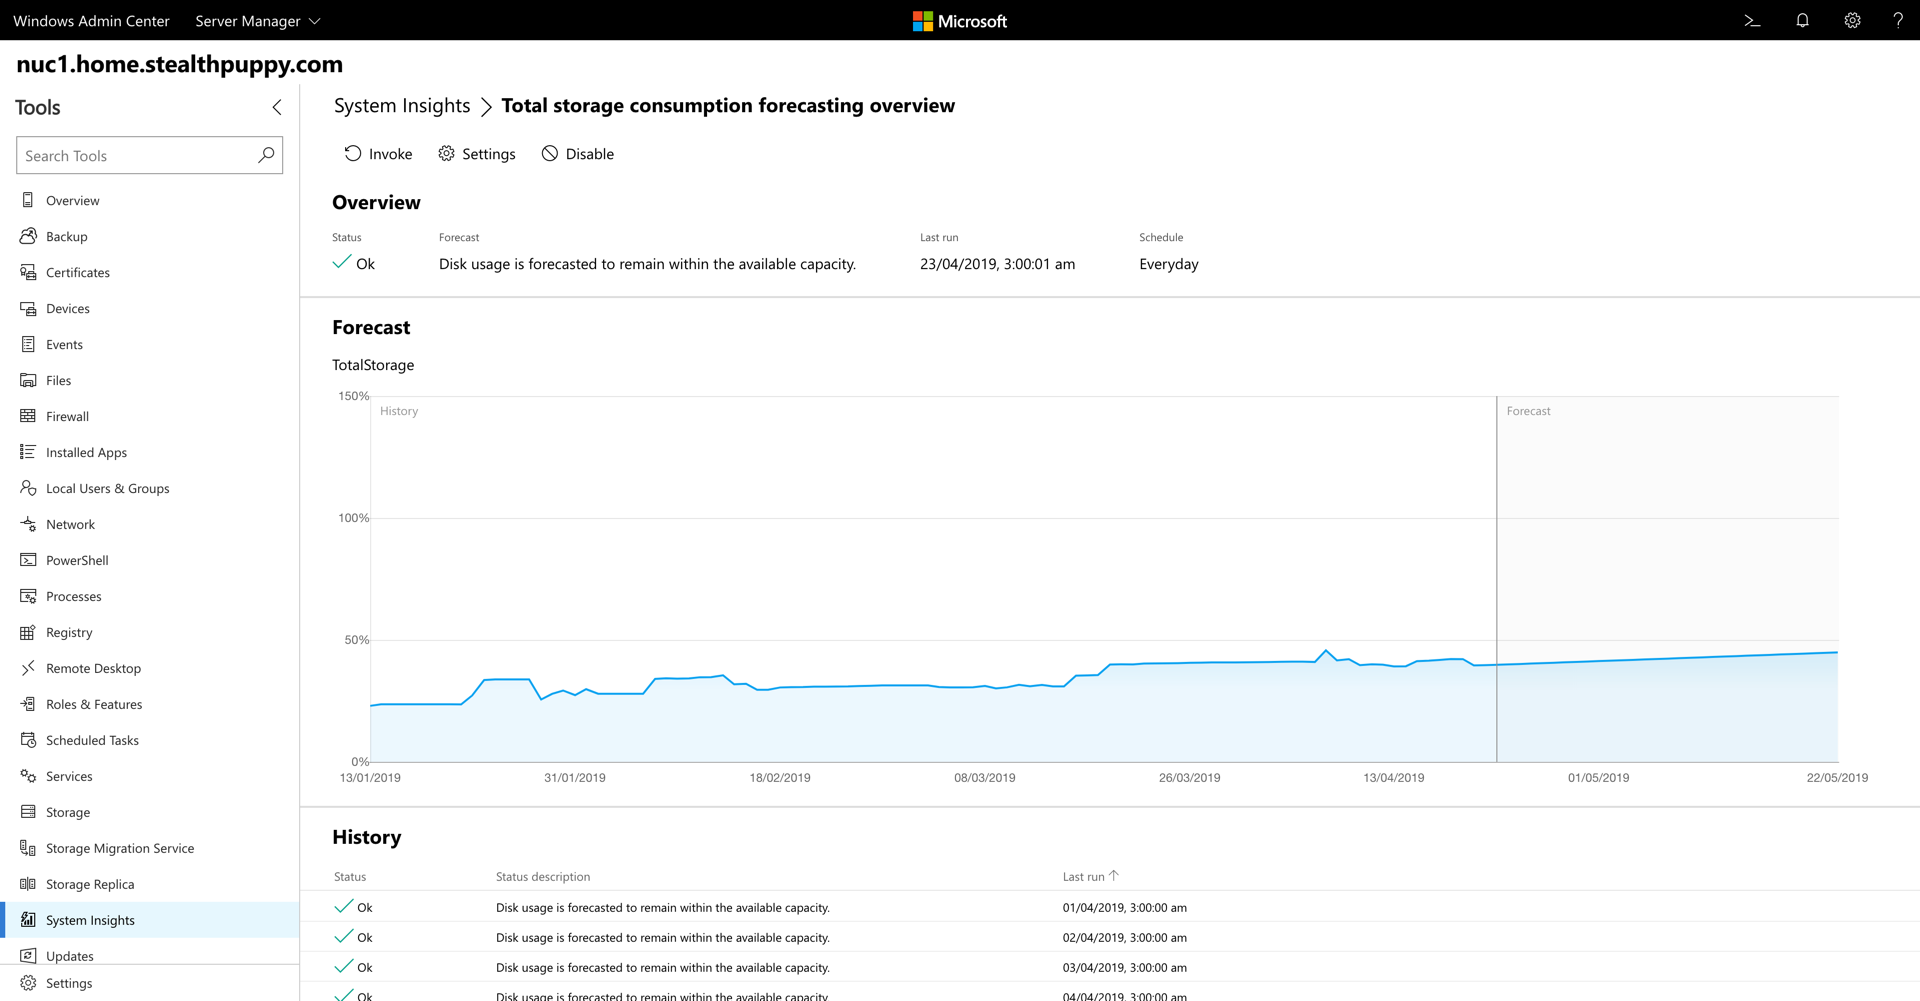 Windows Admin Center Server Manager Microsoft ?
nuc1.home.stealthpuppy.com
Tools
Search Tools
Overview
Backup
Certificates
Devices
Events
Files
Firewall
Installed Apps
Local Users & Groups
Network
PowerShell
Processes
Registry
Remote Desktop
Roles & Features
Scheduled Tasks
Services
Storage
Storage Migration Service
Storage Replica
System Insights
Updates
Settings
System Insights > Total storage consumption forecasting overview
Invoke Settings Disable
Overview
Status Forecast Last run Schedule
Ok Disk usage is forecasted to remain within the available capacity. 23/04/2019, 3:00:01 am Everyday
Forecast
TotalStorage
150%
History Forecast
100%
50%
0%
13/01/2019 31/01/2019 18/02/2019 08/03/2019 26/03/2019 13/04/2019 01/05/2019 22/05/2019
History
Status Status description Last run
Ok Disk usage is forecasted to remain within the available capacity. 01/04/2019, 3:00:00 am
Ok Disk usage is forecasted to remain within the available capacity. 02/04/2019, 3:00:00 am
Ok Disk usage is forecasted to remain within the available capacity. 03/04/2019, 3:00:00 am
Ok Disk usage is forecasted to remain within the available capacity. 04/04/2019, 3:00:00 am